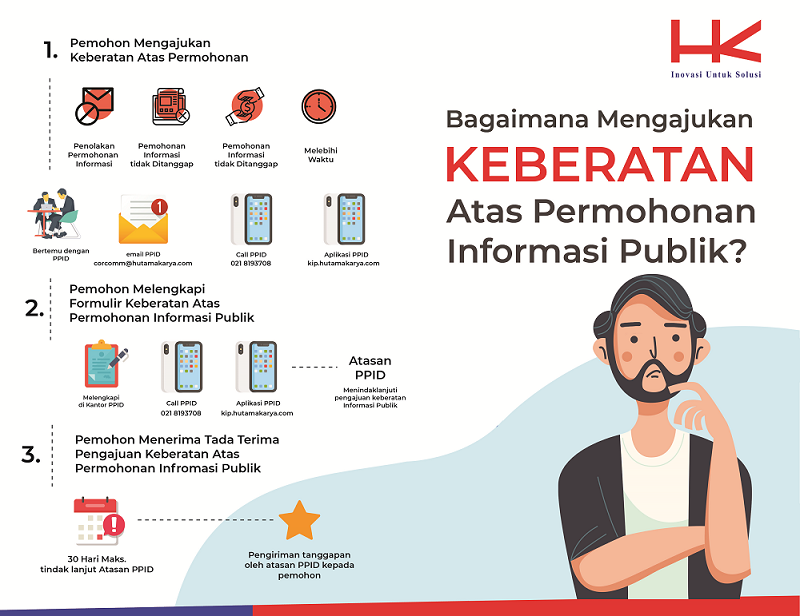 1. Pemohon Mengajukan
Keberatan Atas Permohonan
Penolakan
Permohonan
Informasi
Pemohonan
Informasi
tidak Ditanggap
Pemohonan
Informasi
tidak Ditanggap
Melebihi
Waktu
Bertemu dengan
PPID
1
email PPID
corcomm@hutamakarya.com
Call PPID
021 8193708
Aplikasi PPID
kip.hutamakarya.com
2. Pemohon Melengkapi
Formulir Keberatan Atas
Permohonan Informasi Publik
Melengkapi
di Kantor PPID
Call PPID
021 8193708
Aplikasi PPID
kip.hutamakarya.com
Atasan
PPID
Menindaklanjuti
pengajuan keberatan
Informasi Publik
3. Pemohon Menerima Tada Terima
Pengajuan Keberatan Atas
Permohonan Infromasi Publik
30 Hari Maks.
tindak lanjut Atasan PPID
Pengiriman tanggapan
oleh atasan PPID kepada
pemohon
HK
Inovasi Untuk Solusi
Bagaimana Mengajukan
KEBERATAN
Atas Permohonan
Informasi Publik?